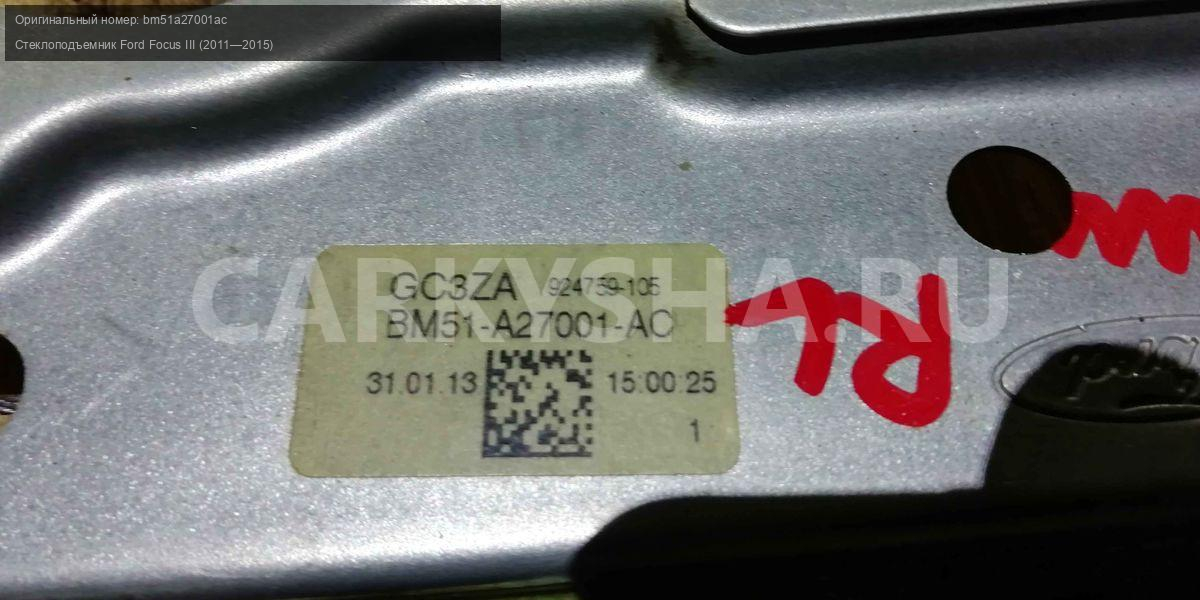 Оригинальный номер: bm51a27001ac
Стеклоподъемник Ford Focus III (2011—2015)
GC3ZA 924759-105
BM51-A27001-AC
31.01.13 15:00:25
1
CARKYSHA.RU
RL
Ford